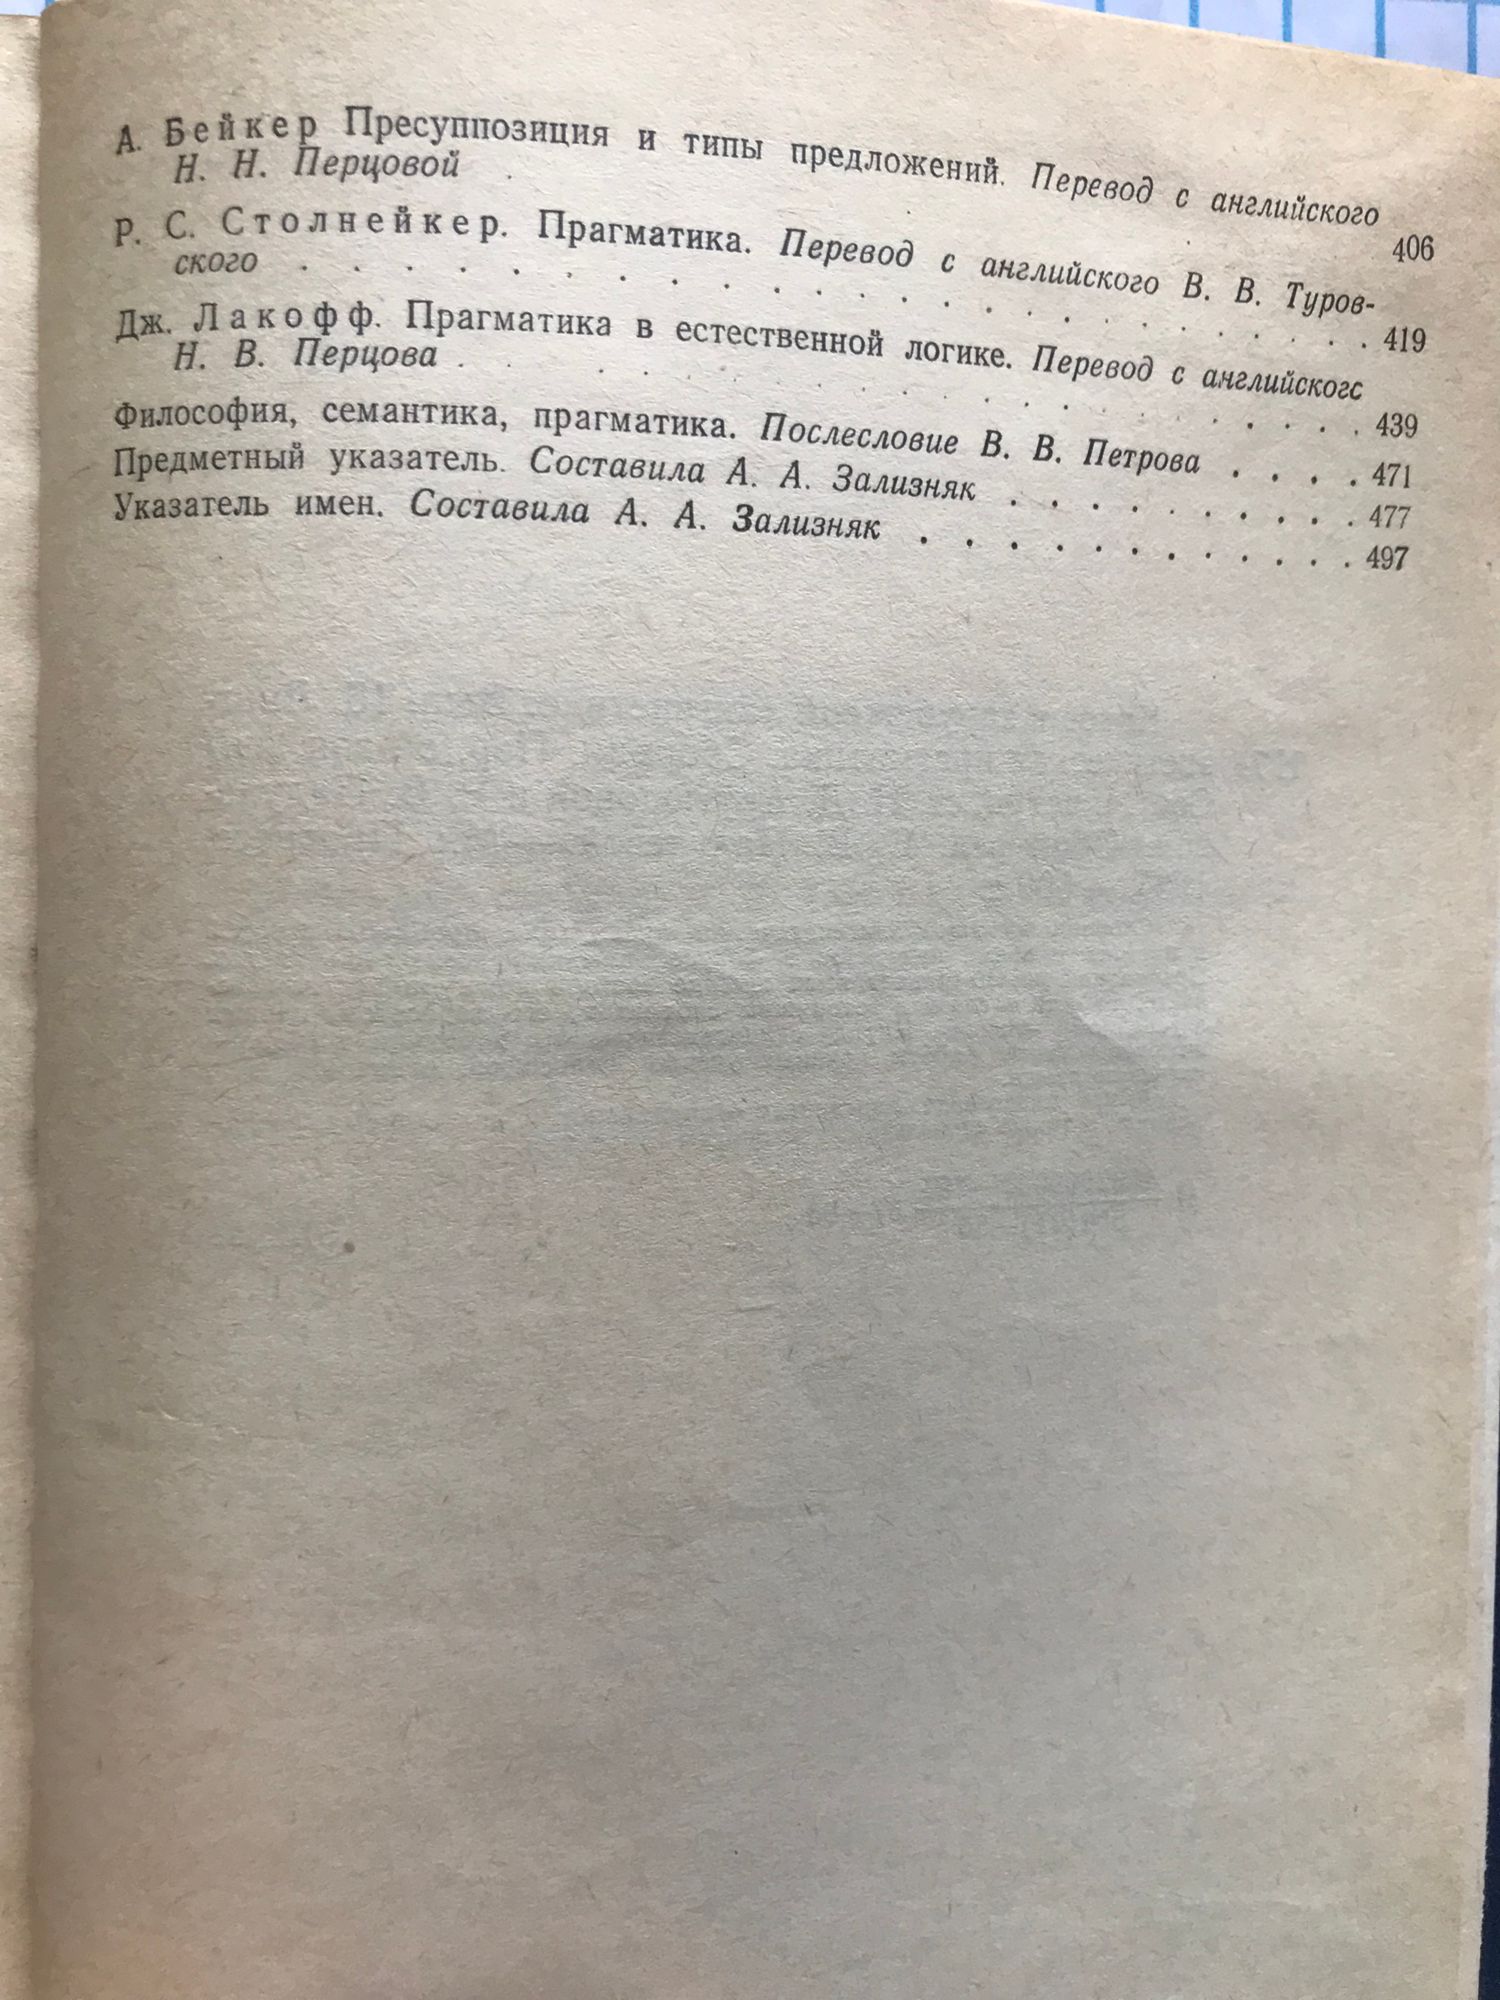 А. Бейкер Пресуппозиция и типы предложений. Перевод с английского
Н. Н. Перцовой . 406
Р. С. Столнейкер. Прагматика. Перевод с английского В. В. Туров-
ского . . . . . . . . . . . . . . . . . . . . 419
Дж. Лакофф. Прагматика в естественной логике. Перевод с английского
Н. В. Перцова . . . . . . . . . . . . . . . . . 439
Философия, семантика, прагматика. Послесловие В. В. Петрова . . . . 471
Предметный указатель. Составила А. А. Зализняк . . . . . . . . . . 477
Указатель имен. Составила А. А. Зализняк . . . . . . . . . . . . 497